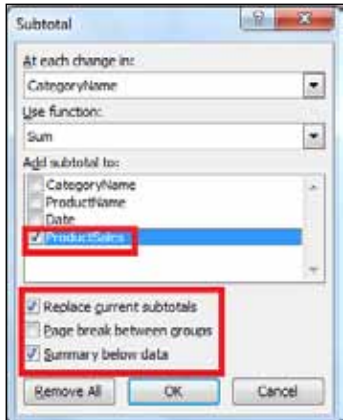 Subtotal
At each change in:
CategoryName
Use function:
Sum
Add subtotal to:
CategoryName
ProductName
Date
ProductSales
Replace current subtotals
Page break between groups
Summary below data
Remove All OK Cancel